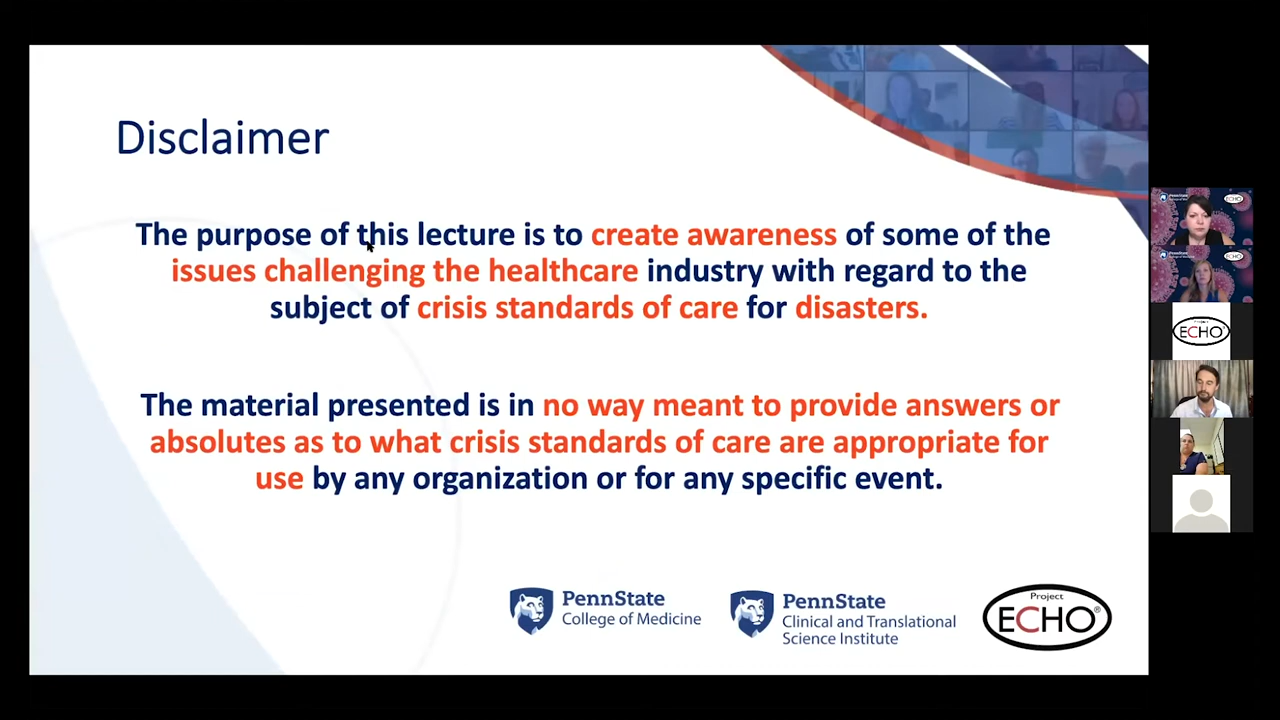 Disclaimer
The purpose of this lecture is to create awareness of some of the
issues challenging the healthcare industry with regard to the
subject of crisis standards of care for disasters.
The material presented is in no way meant to provide answers or
absolutes as to what crisis standards of care are appropriate for
use by any organization or for any specific event.
PennState
College of Medicine
PennState
Clinical and Translational
Science Institute
Project
ECHO®
ECHO
PROJECT
ECHO